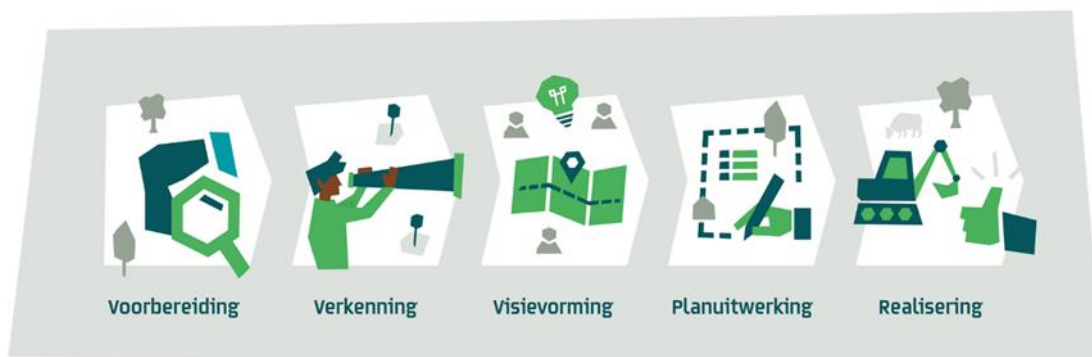 Voorbereiding
Verkenning
Visievorming
Planuitwerking
Realisering